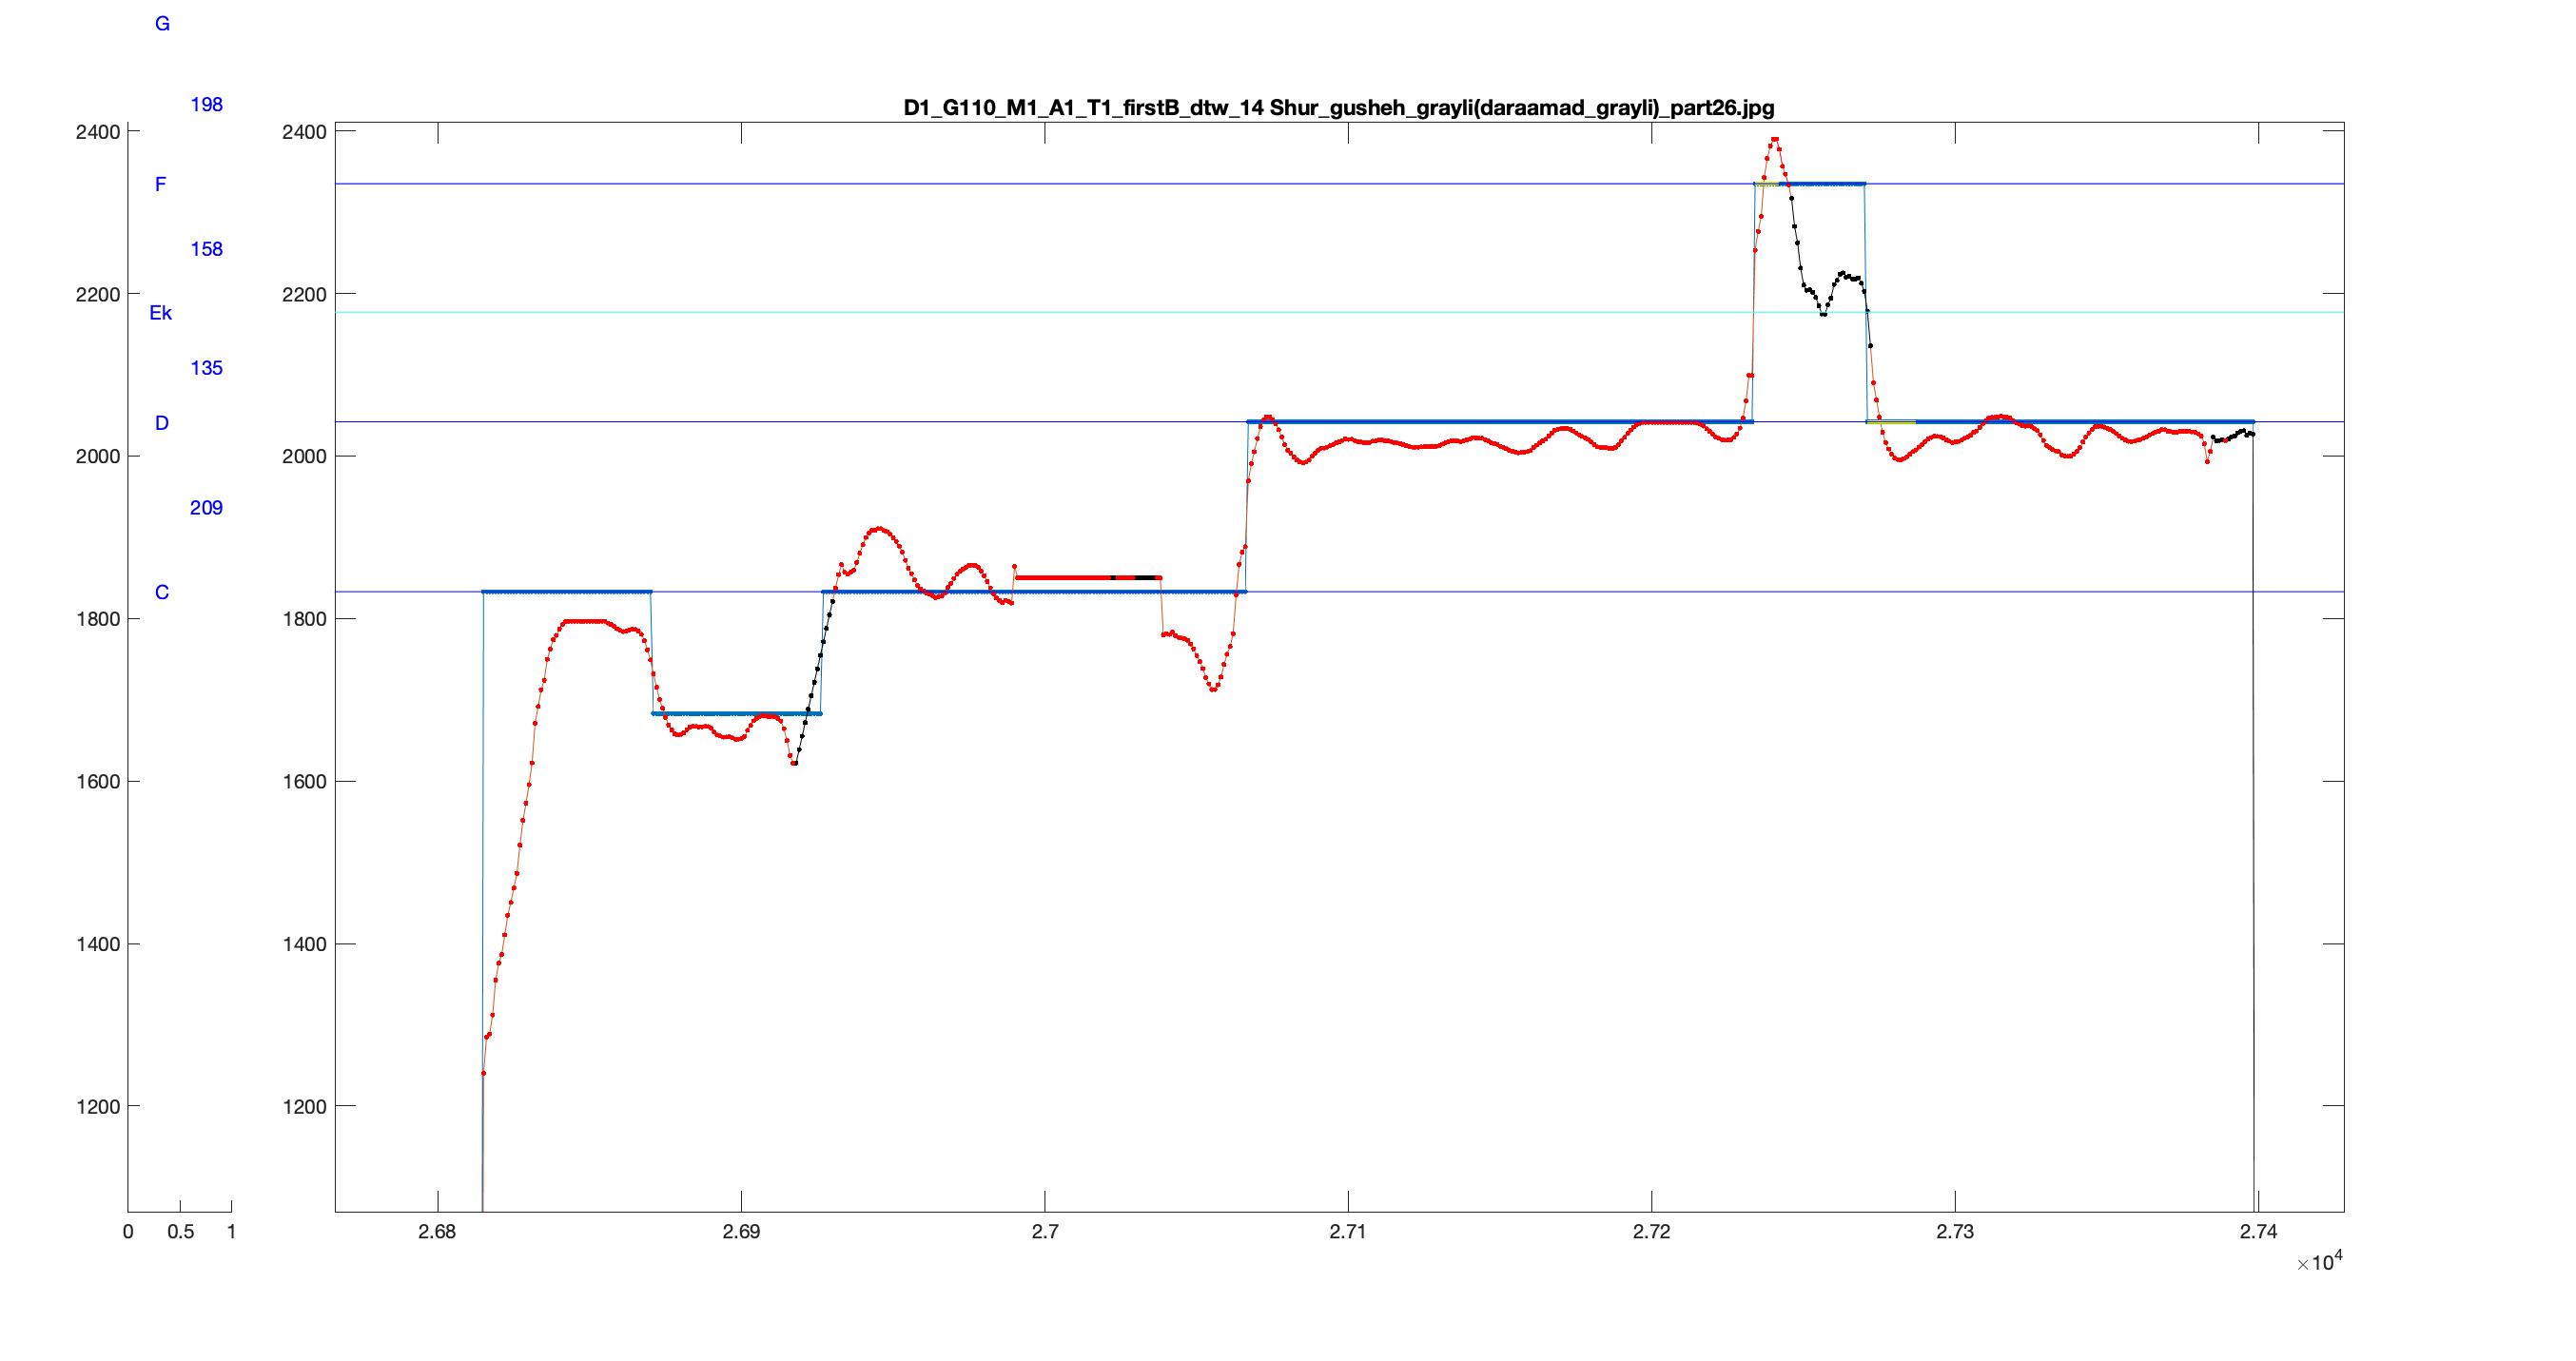 G
198
D1_G110_M1_A1_T1_firstB_dtw_14 Shur_gusheh_grayli(daraamad_grayli)_part26.jpg
2400 2400
F
158
2200 2200
Ek
135
D
2000 2000
209
C
1800 1800
1600 1600
1400 1400
1200 1200
0 0.5 1 2.68 2.69 2.7 2.71 2.72 2.73 2.74
×10^4